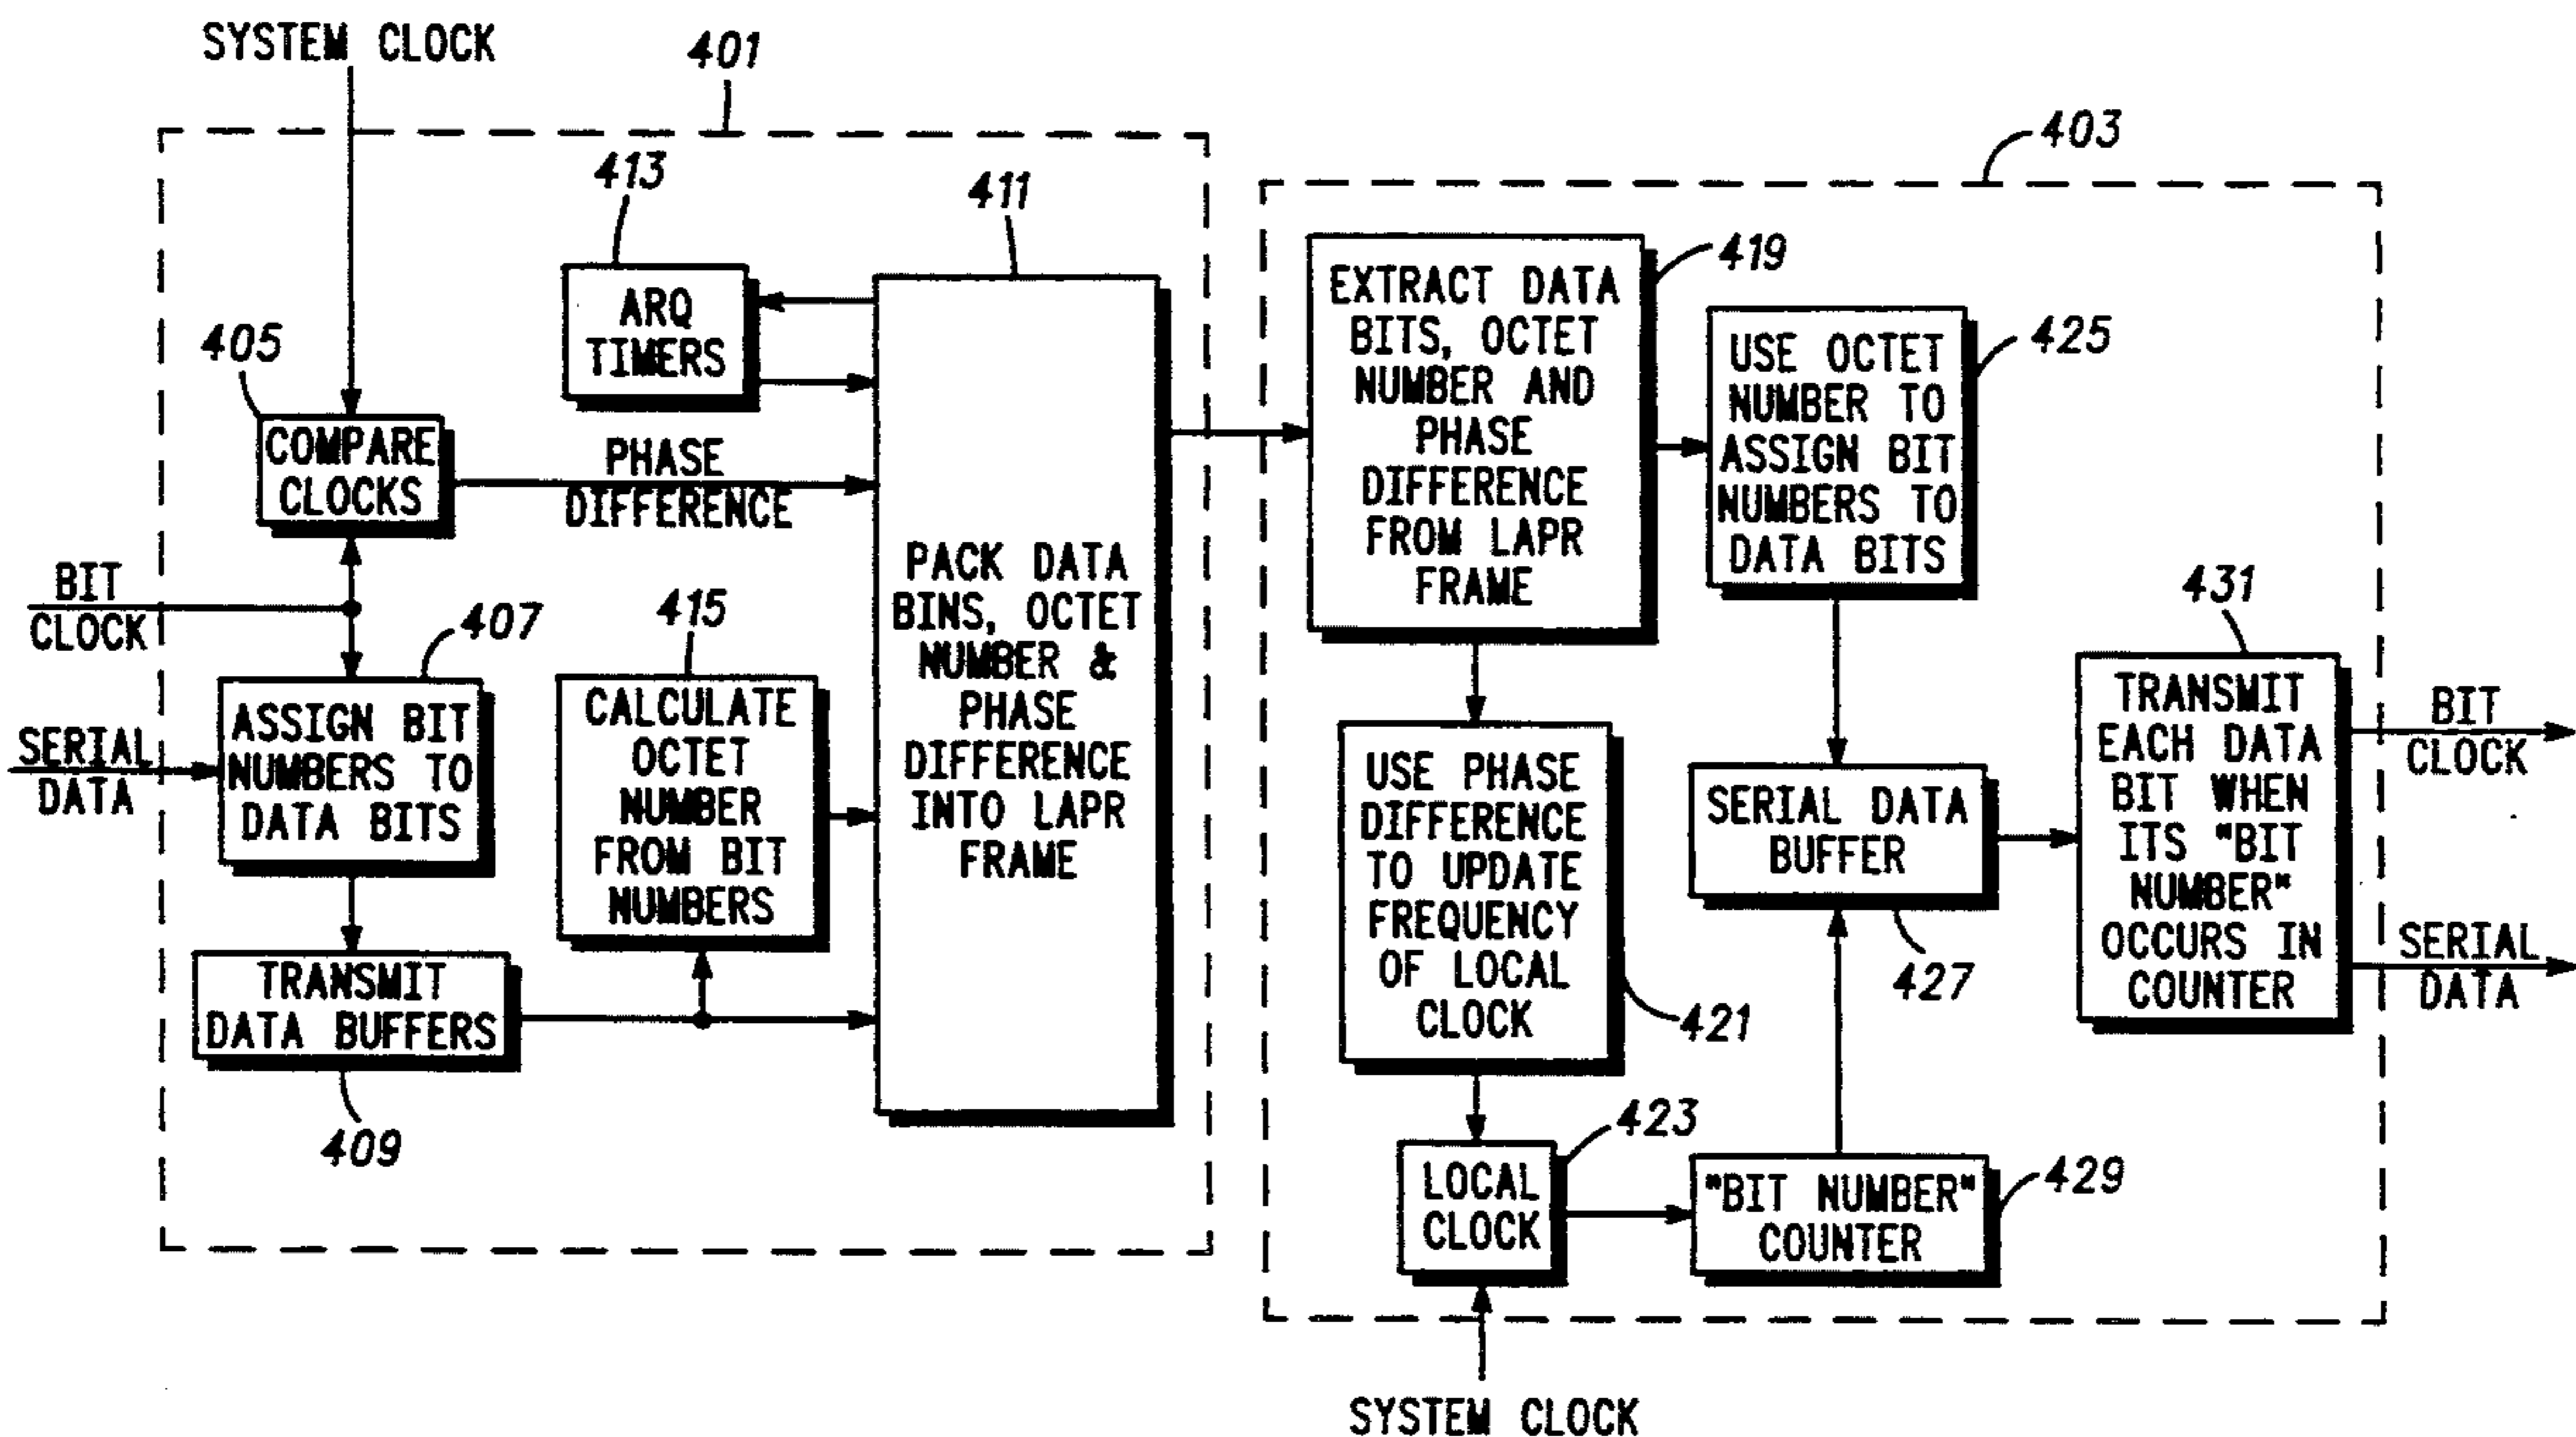 SYSTEM CLOCK
401
403
413
411
419
ARQ
TIMERS
405
COMPARE
CLOCKS
PHASE
DIFFERENCE
BIT
CLOCK
407
SERIAL
DATA
ASSIGN BIT
NUMBERS TO
DATA BITS
415
CALCULATE
OCTET
NUMBER
FROM BIT
NUMBERS
TRANSMIT
DATA BUFFERS
409
PACK DATA
BINS, OCTET
NUMBER &
PHASE
DIFFERENCE
INTO LAPR
FRAME
EXTRACT DATA
BITS, OCTET
NUMBER AND
PHASE
DIFFERENCE
FROM LAPR
FRAME
425
USE OCTET
NUMBER TO
ASSIGN BIT
NUMBERS TO
DATA BITS
USE PHASE
DIFFERENCE
TO UPDATE
FREQUENCY
OF LOCAL
CLOCK
421
SERIAL DATA
BUFFER
427
431
TRANSMIT
EACH DATA
BIT WHEN
ITS "BIT
NUMBER"
OCCURS IN
COUNTER
BIT
CLOCK
SERIAL
DATA
423
LOCAL
CLOCK
"BIT NUMBER"
COUNTER
429
SYSTEM CLOCK